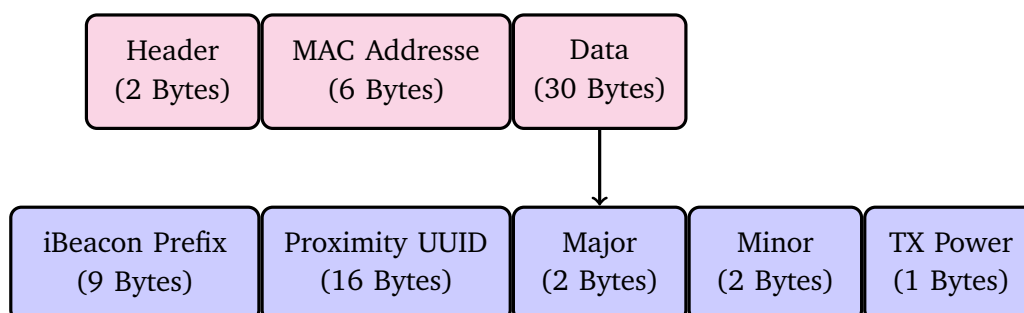 Header
(2 Bytes)
MAC Addresse
(6 Bytes)
Data
(30 Bytes)
iBeacon Prefix
(9 Bytes)
Proximity UUID
(16 Bytes)
Major
(2 Bytes)
Minor
(2 Bytes)
TX Power
(1 Bytes)